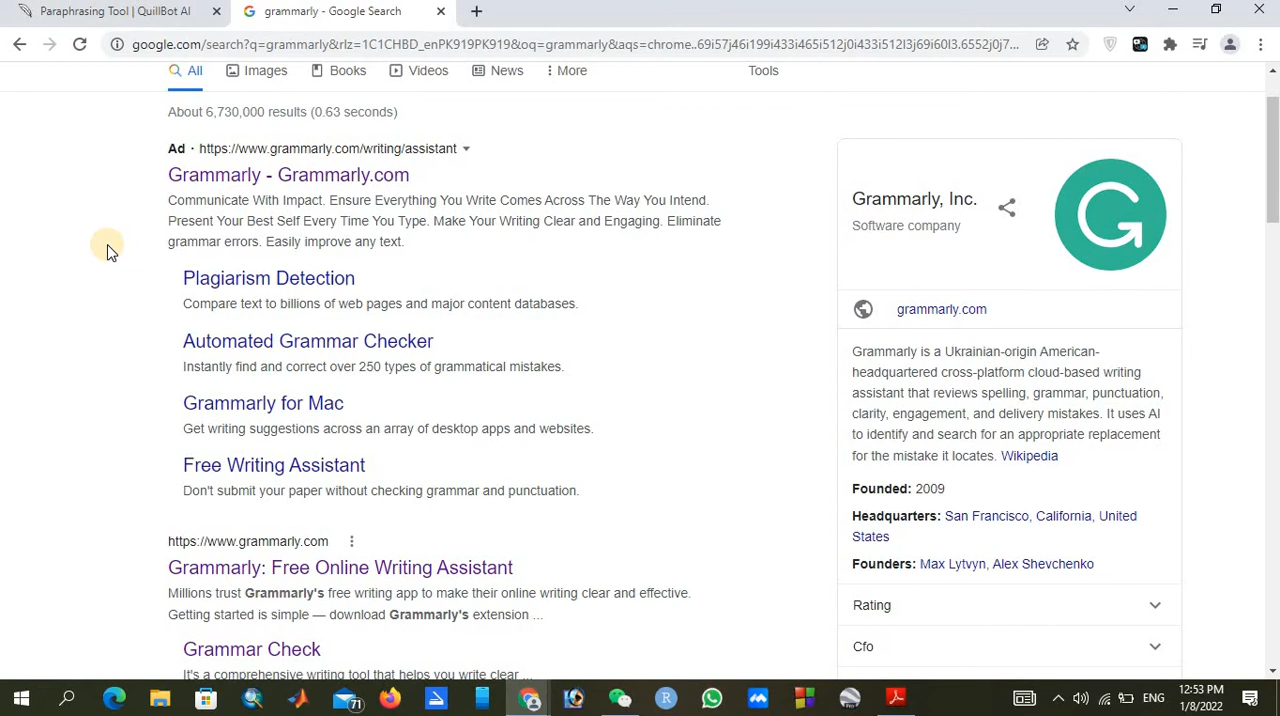 Paraphrasing Tool | QuillBot AI
grammarly - Google Search
google.com/search?q=grammarly&rlz=1C1CHBD_enPK919PK919&oq=grammarly&aqs=chrome..69i57j46i199i433i465i512j0i433i512l3j69i60l3.6552j0j7...
All
Images
Books
Videos
News
More
Tools
About 6,730,000 results (0.63 seconds)
Ad · https://www.grammarly.com/writing/assistant
Grammarly - Grammarly.com
Communicate With Impact. Ensure Everything You Write Comes Across The Way You Intend.
Present Your Best Self Every Time You Type. Make Your Writing Clear and Engaging. Eliminate
grammar errors. Easily improve any text.
Plagiarism Detection
Compare text to billions of web pages and major content databases.
Automated Grammar Checker
Instantly find and correct over 250 types of grammatical mistakes.
Grammarly for Mac
Get writing suggestions across an array of desktop apps and websites.
Free Writing Assistant
Don't submit your paper without checking grammar and punctuation.
https://www.grammarly.com
Grammarly: Free Online Writing Assistant
Millions trust Grammarly's free writing app to make their online writing clear and effective.
Getting started is simple — download Grammarly's extension ...
Grammar Check
It's a comprehensive writing tool that helps you write clear ...
Grammarly, Inc.
Software company
grammarly.com
Grammarly is a Ukrainian-origin American-
headquartered cross-platform cloud-based writing
assistant that reviews spelling, grammar, punctuation,
clarity, engagement, and delivery mistakes. It uses AI
to identify and search for an appropriate replacement
for the mistake it locates. Wikipedia
Founded: 2009
Headquarters: San Francisco, California, United
States
Founders: Max Lytvyn, Alex Shevchenko
Rating
Cfo
71
ENG
12:53 PM
1/8/2022